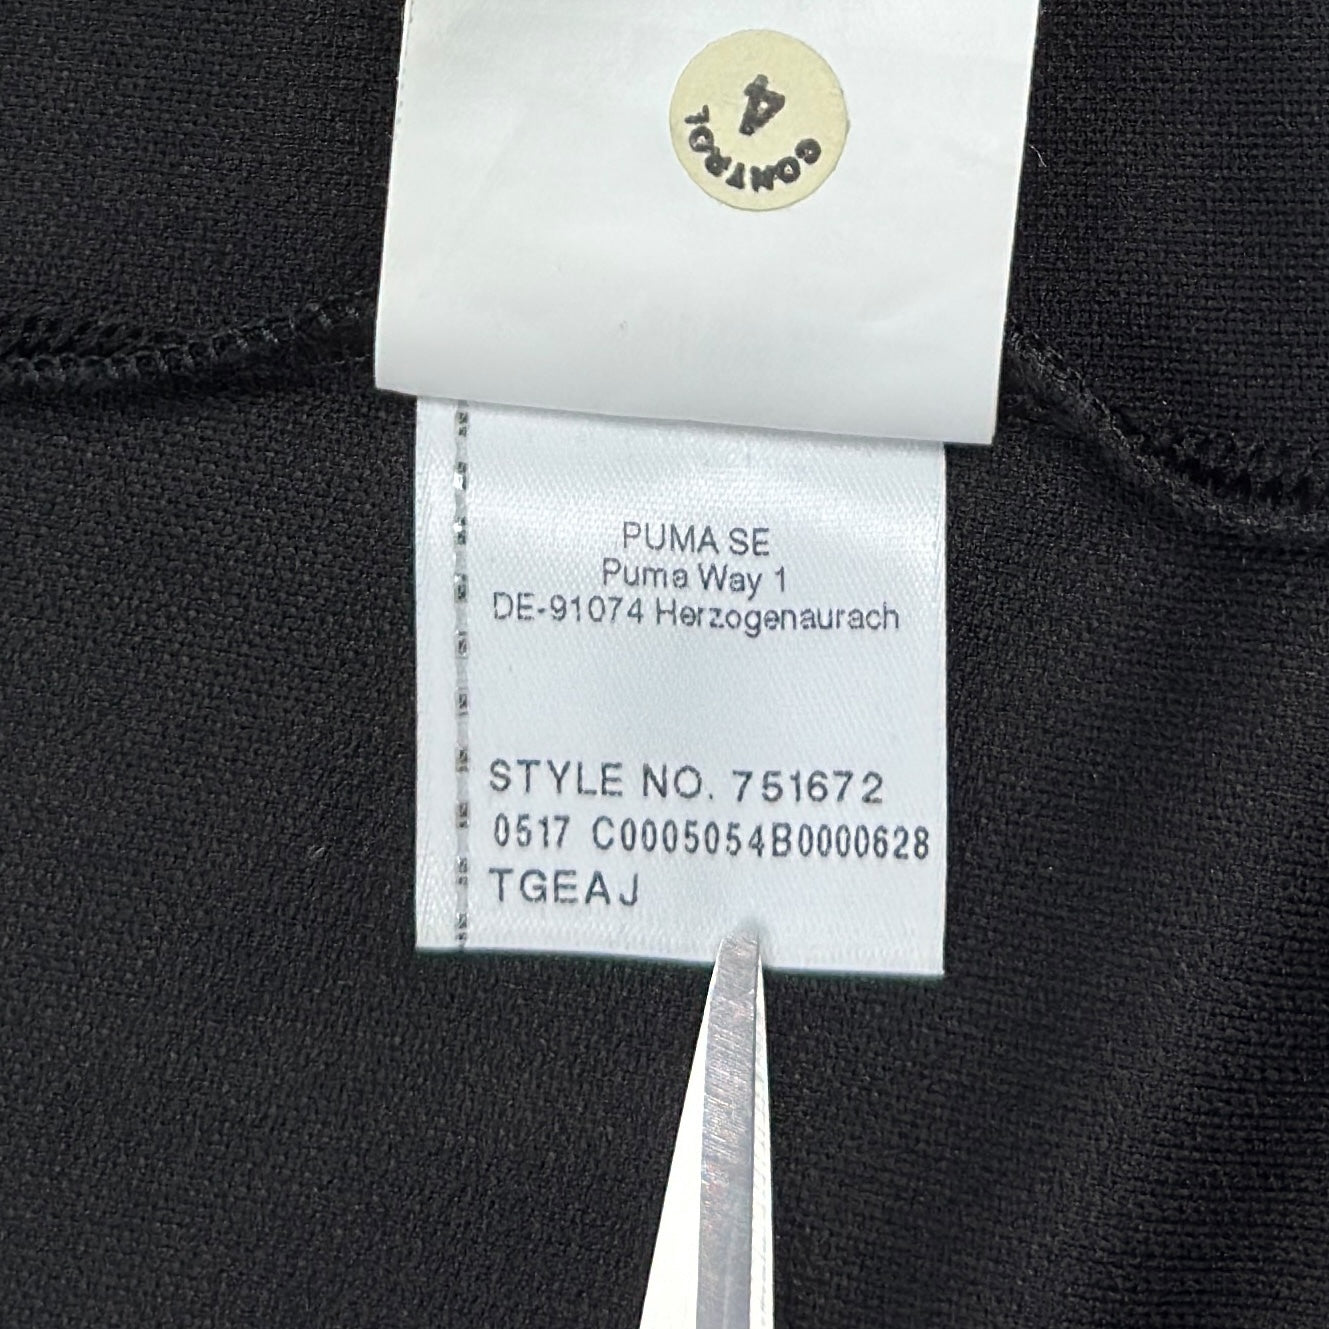 4
CONTROL
PUMA SE
Puma Way 1
DE-91074 Herzogenaurach
STYLE NO. 751672
0517 C0005054B0000628
TGEAJ